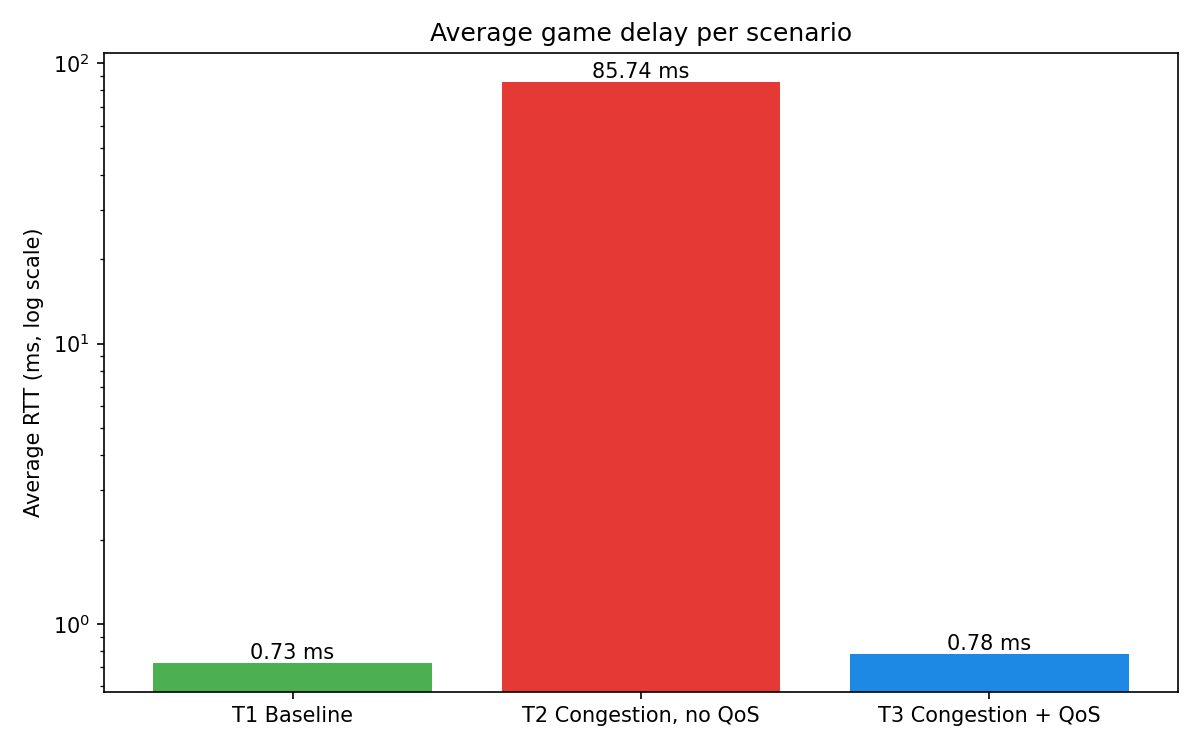 Average game delay per scenario
Average RTT (ms, log scale)
10²
10¹
10⁰
0.73 ms
85.74 ms
0.78 ms
T1 Baseline
T2 Congestion, no QoS
T3 Congestion + QoS